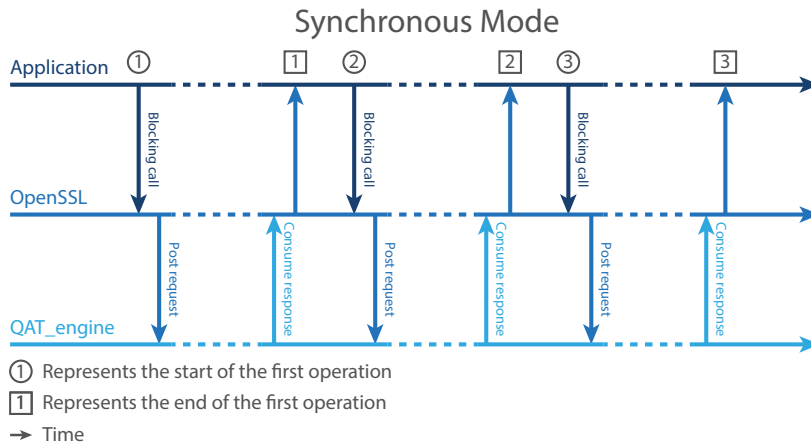 Synchronous Mode
Application
1
1
2
2
3
3
Blocking call
Blocking call
Blocking call
OpenSSL
Post request
Consume response
Post request
Consume response
Post request
Consume response
QAT_engine
1 Represents the start of the first operation
1 Represents the end of the first operation
Time